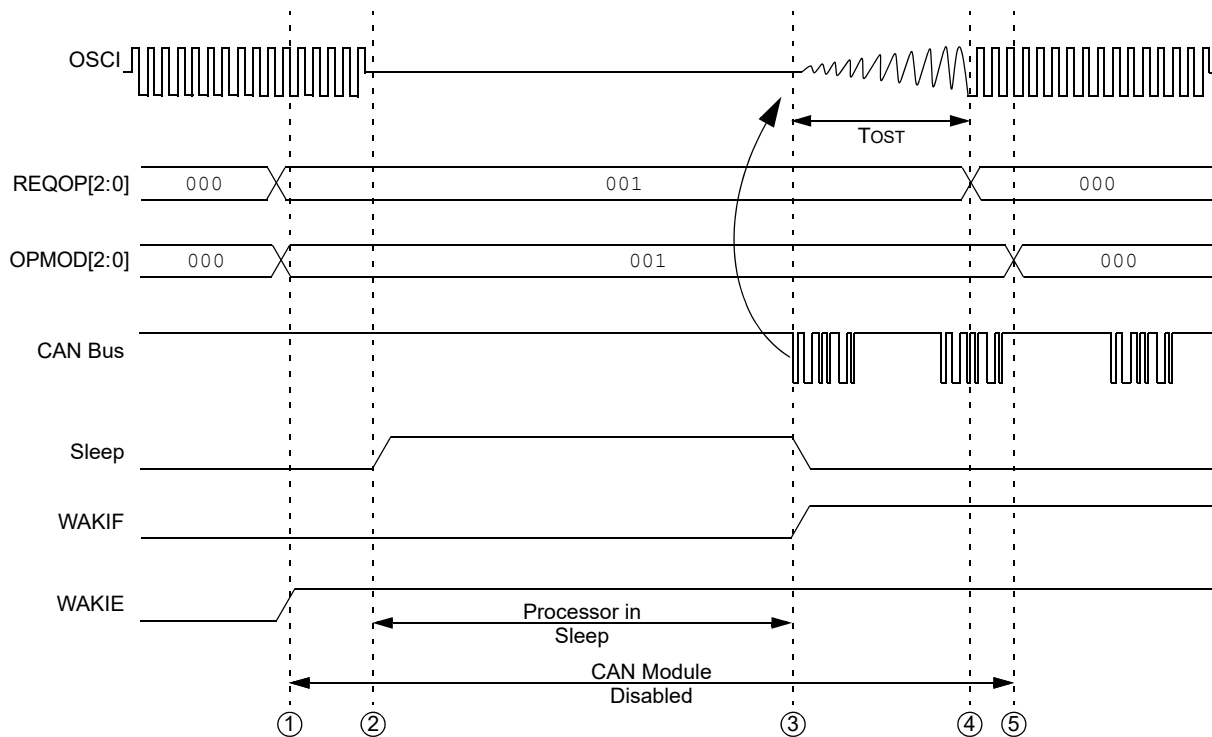 OSCI
TOST
REQOP[2:0] 000 001 000
OPMOD[2:0] 000 001 000
CAN Bus
Sleep
WAKIF
WAKIE
Processor in
Sleep
CAN Module
Disabled
1 2 3 4 5